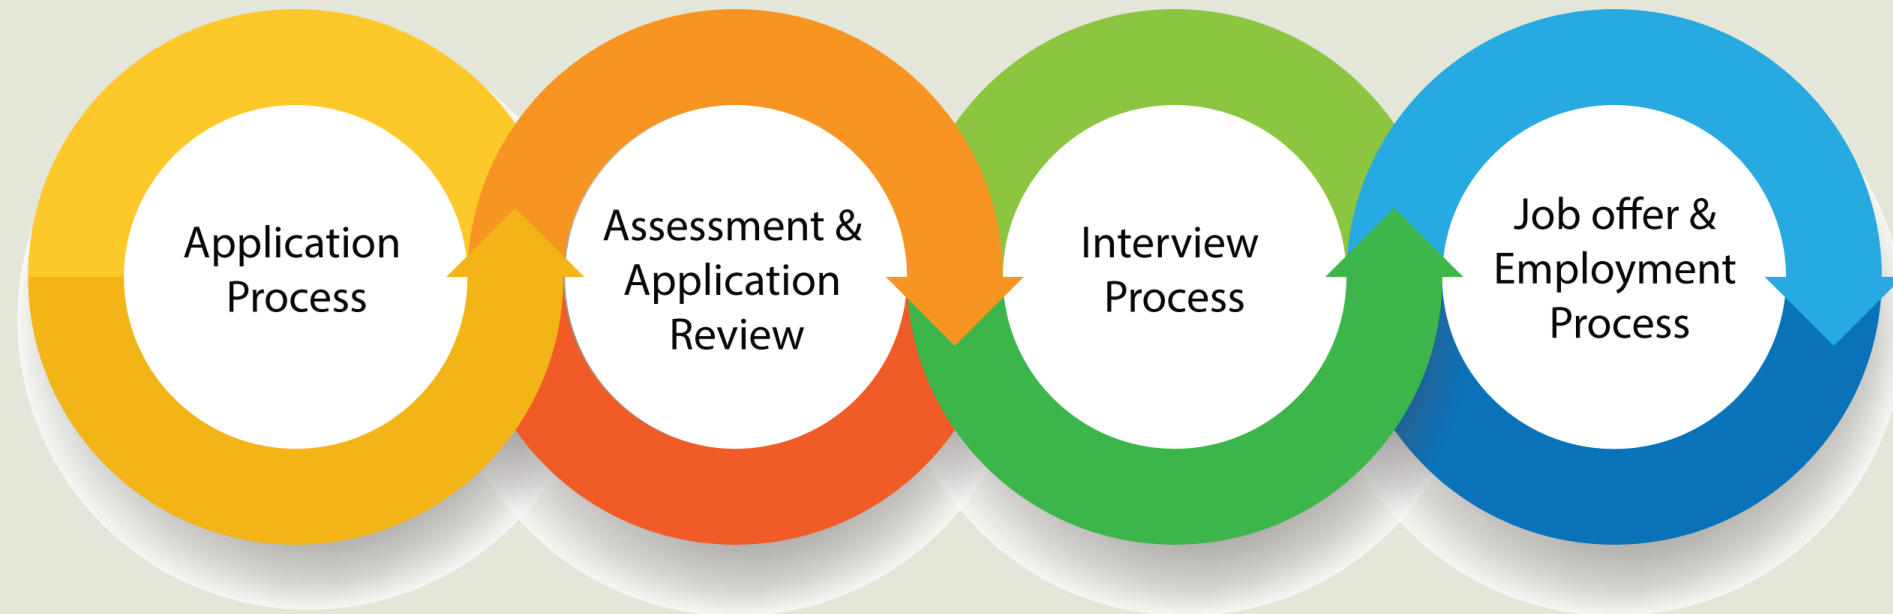 Application
Process
Assessment &
Application
Review
Interview
Process
Job offer &
Employment
Process